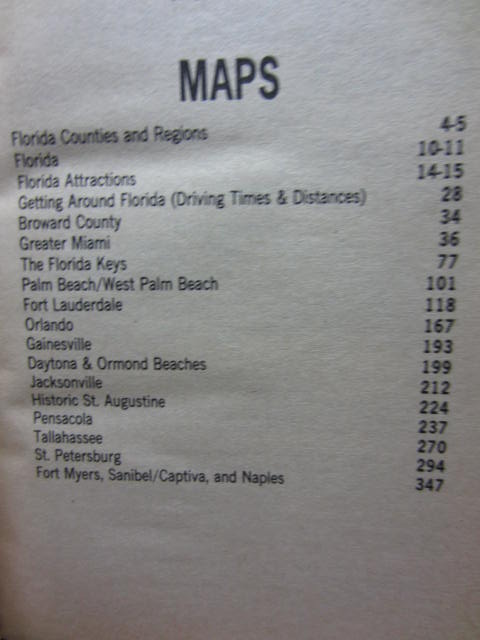 MAPS
Florida Counties and Regions 4-5
Florida 10-11
Florida Attractions 14-15
Getting Around Florida (Driving Times & Distances) 28
Broward County 34
Greater Miami 36
The Florida Keys 77
Palm Beach/West Palm Beach 101
Fort Lauderdale 118
Orlando 167
Gainesville 193
Daytona & Ormond Beaches 199
Jacksonville 212
Historic St. Augustine 224
Pensacola 237
Tallahassee 270
St. Petersburg 294
Fort Myers, Sanibel/Captiva, and Naples 347